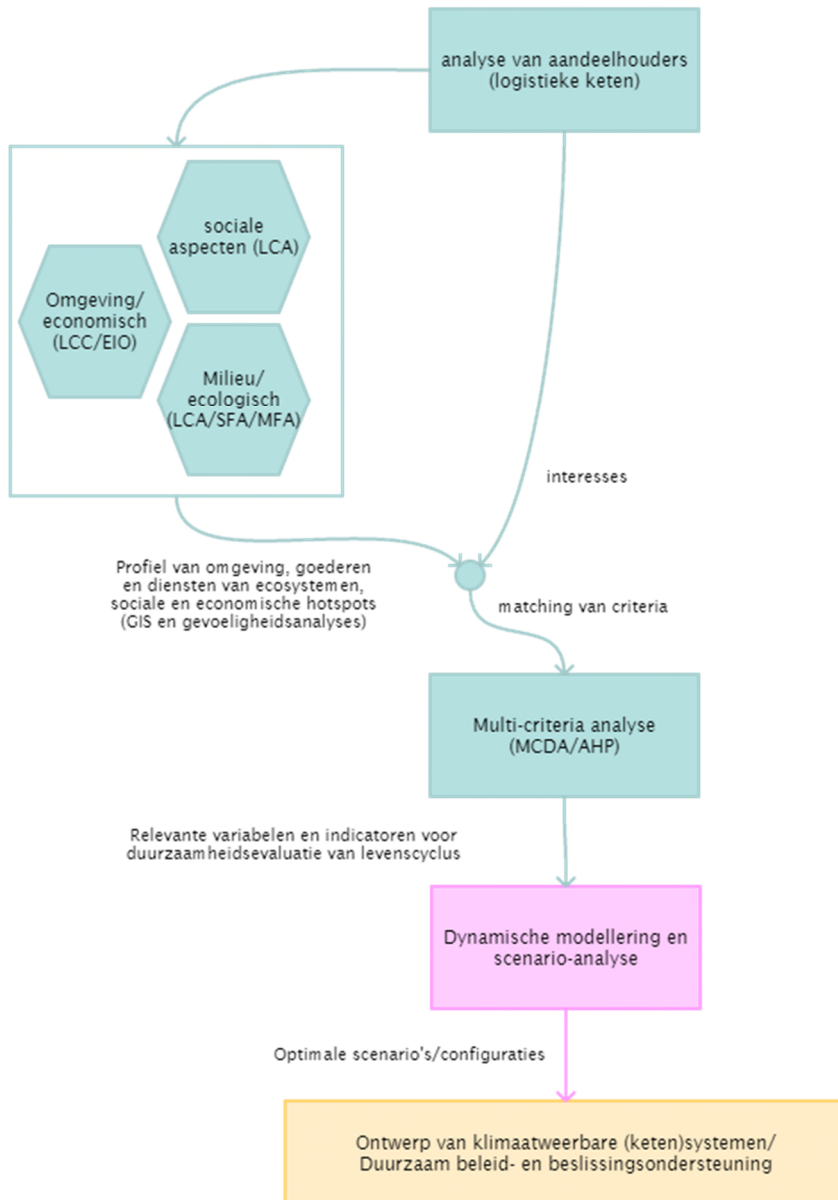 analyse van aandeelhouders
(logistieke keten)
sociale
aspecten (LCA)
Omgeving/
economisch
(LCC/EIO)
Milieu/
ecologisch
(LCA/SFA/MFA)
interesses
Profiel van omgeving, goederen
en diensten van ecosystemen,
sociale en economische hotspots
(GIS en gevoeligheidsanalyses)
matching van criteria
Multi-criteria analyse
(MCDA/AHP)
Relevante variabelen en indicatoren voor
duurzaamheidsevaluatie van levenscyclus
Dynamische modellering en
scenario-analyse
Optimale scenario's/configuraties
Ontwerp van klimaatweerbare (keten)systemen/
Duurzaam beleid- en beslissingsondersteuning